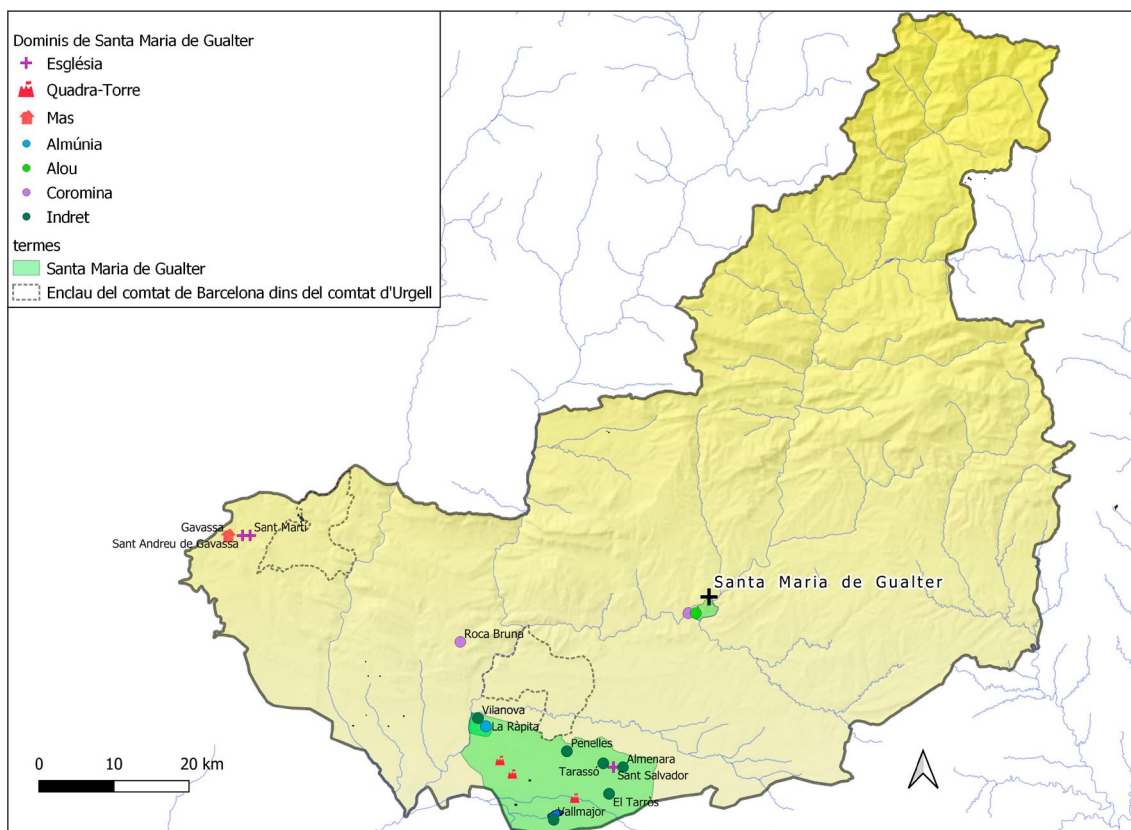 Dominis de Santa Maria de Gualter
Església
Quadra-Torre
Mas
Almúnia
Alou
Coromina
Indret
termes
Santa Maria de Gualter
Enclau del comtat de Barcelona dins del comtat d'Urgell
Gavassa
Sant Martí
Sant Andreu de Gavassa
Santa Maria de Gualter
Roca Bruna
Vilanova
La Ràpita
Penelles
Almenara
Tarassó
Sant Salvador
El Tarròs
Vallmajor
0 10 20 km